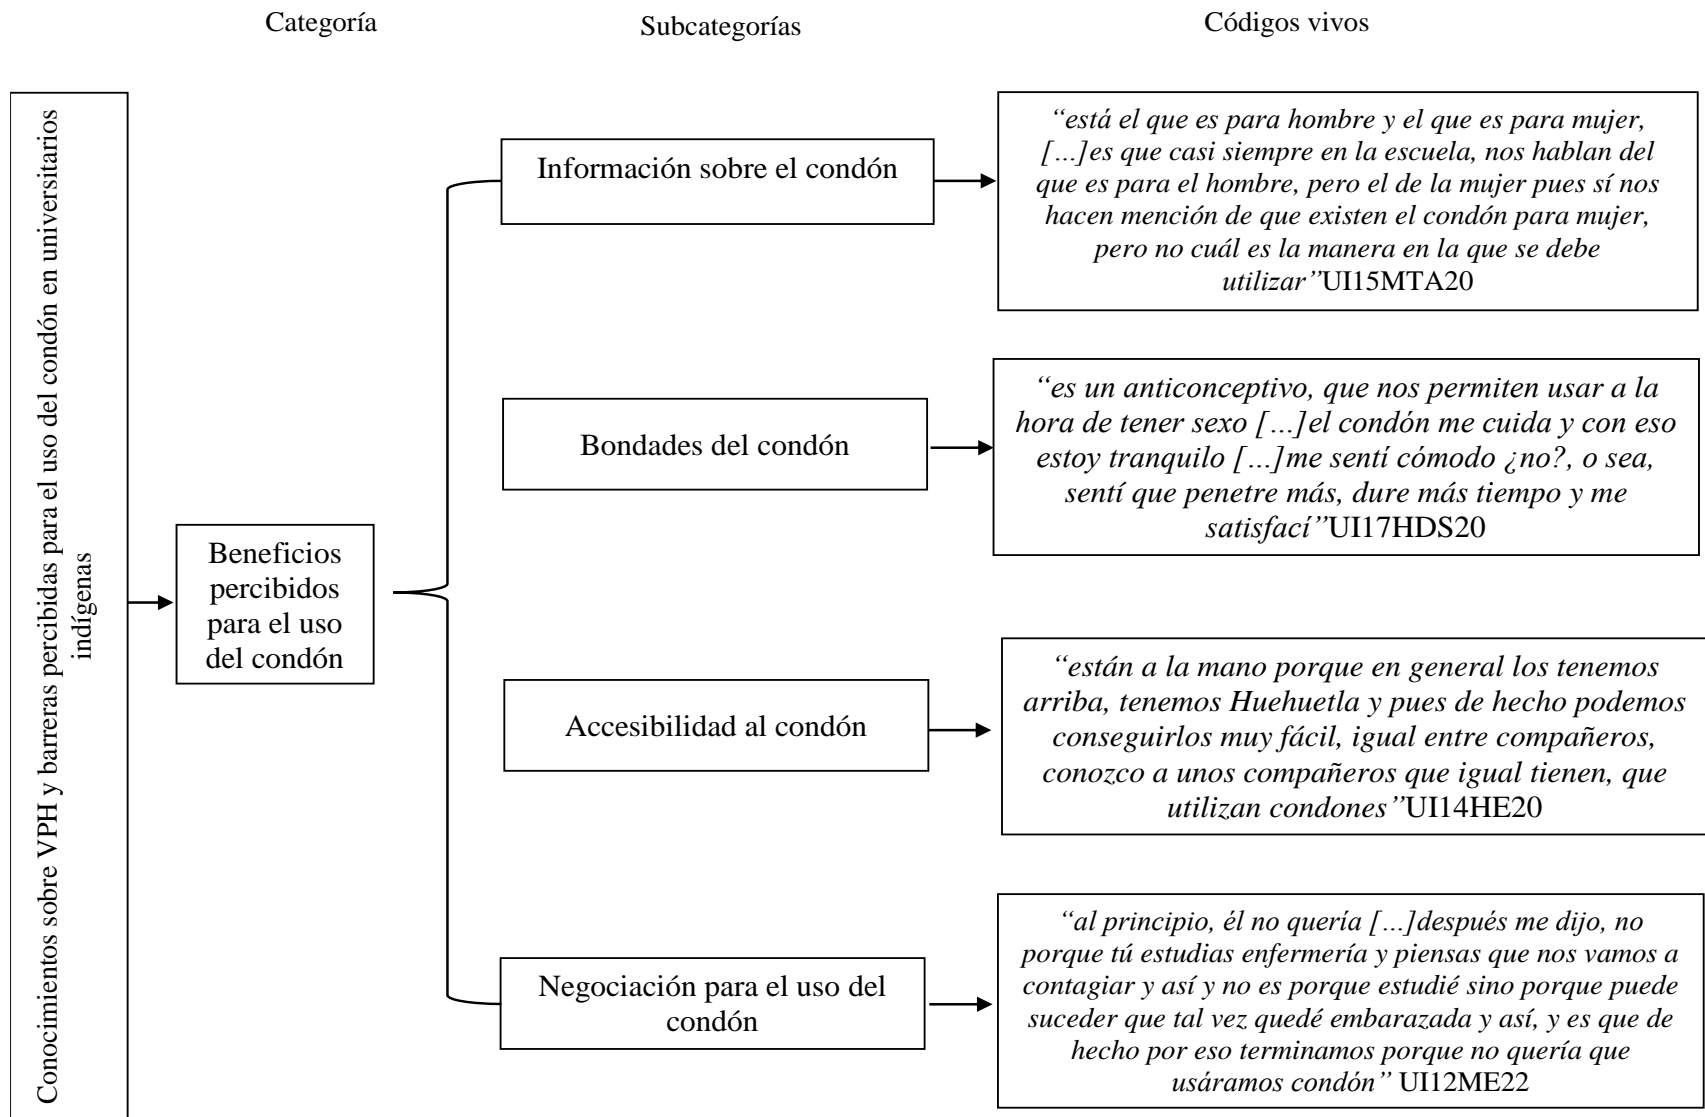 Categoría
Subcategorías
Códigos vivos
Conocimientos sobre VPH y barreras percibidas para el uso del condón en universitarios
indígenas
Beneficios
percibidos
para el uso
del condón
Información sobre el condón
“está el que es para hombre y el que es para mujer,
[…]es que casi siempre en la escuela, nos hablan del
que es para el hombre, pero el de la mujer pues sí nos
hacen mención de que existen el condón para mujer,
pero no cuál es la manera en la que se debe
utilizar”UI15MTA20
Bondades del condón
“es un anticonceptivo, que nos permiten usar a la
hora de tener sexo […]el condón me cuida y con eso
estoy tranquilo […]me sentí cómodo ¿no?, o sea,
sentí que penetre más, dure más tiempo y me
satisfací”UI17HDS20
Accesibilidad al condón
“están a la mano porque en general los tenemos
arriba, tenemos Huehuetla y pues de hecho podemos
conseguirlos muy fácil, igual entre compañeros,
conozco a unos compañeros que igual tienen, que
utilizan condones”UI14HE20
Negociación para el uso del
condón
“al principio, él no quería […]después me dijo, no
porque tú estudias enfermería y piensas que nos vamos a
contagiar y así y no es porque estudié sino porque puede
suceder que tal vez quedé embarazada y así, y es que de
hecho por eso terminamos porque no quería que
usáramos condón” UI12ME22